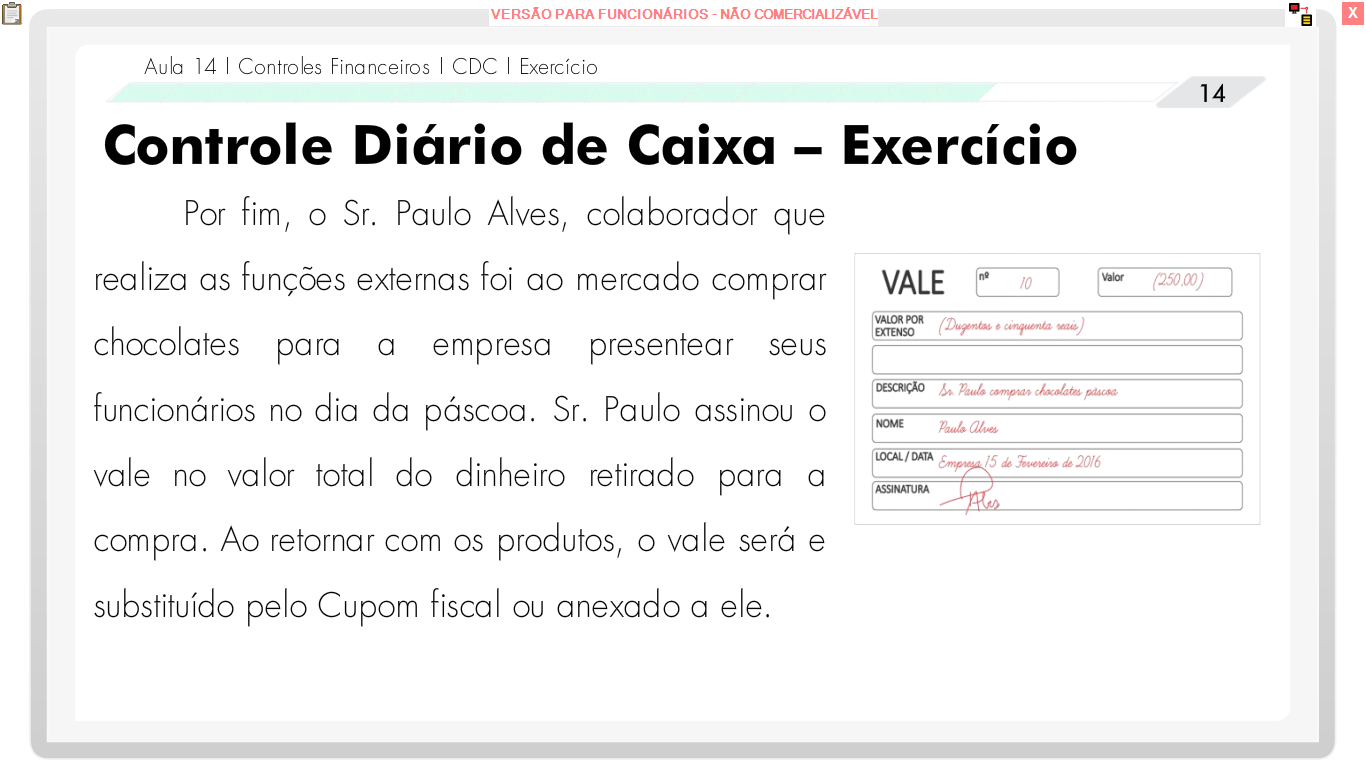 VERSÃO PARA FUNCIONÁRIOS - NÃO COMERCIALIZÁVEL
X
Aula 14 | Controles Financeiros | CDC | Exercício
14
Controle Diário de Caixa – Exercício
Por fim, o Sr. Paulo Alves, colaborador que
realiza as funções externas foi ao mercado comprar
chocolates para a empresa presentear seus
funcionários no dia da páscoa. Sr. Paulo assinou o
vale no valor total do dinheiro retirado para a
compra. Ao retornar com os produtos, o vale será e
substituído pelo Cupom fiscal ou anexado a ele.
VALE nº 10 Valor (250,00)
VALOR POR EXTENSO (Duzentos e cinquenta reais)
DESCRIÇÃO Sr. Paulo comprar chocolates páscoa
NOME Paulo Alves
LOCAL / DATA Empresa 15 de Fevereiro de 2016
ASSINATURA